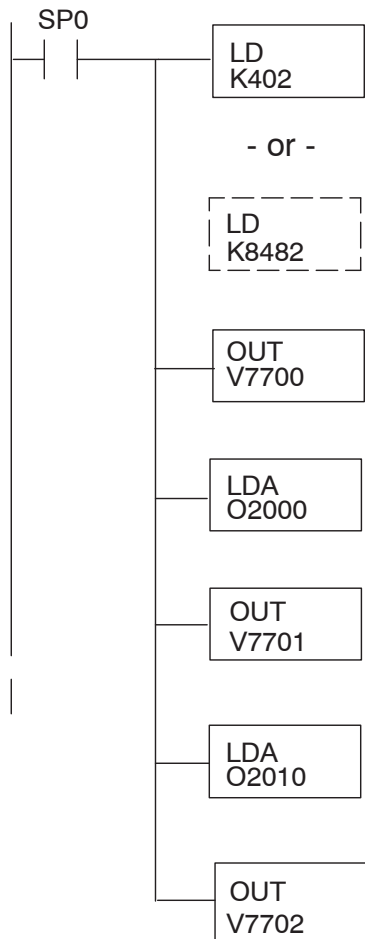 SP0
LD
K402
- or -
LD
K8482
OUT
V7700
LDA
O2000
OUT
V7701
LDA
O2010
OUT
V7702